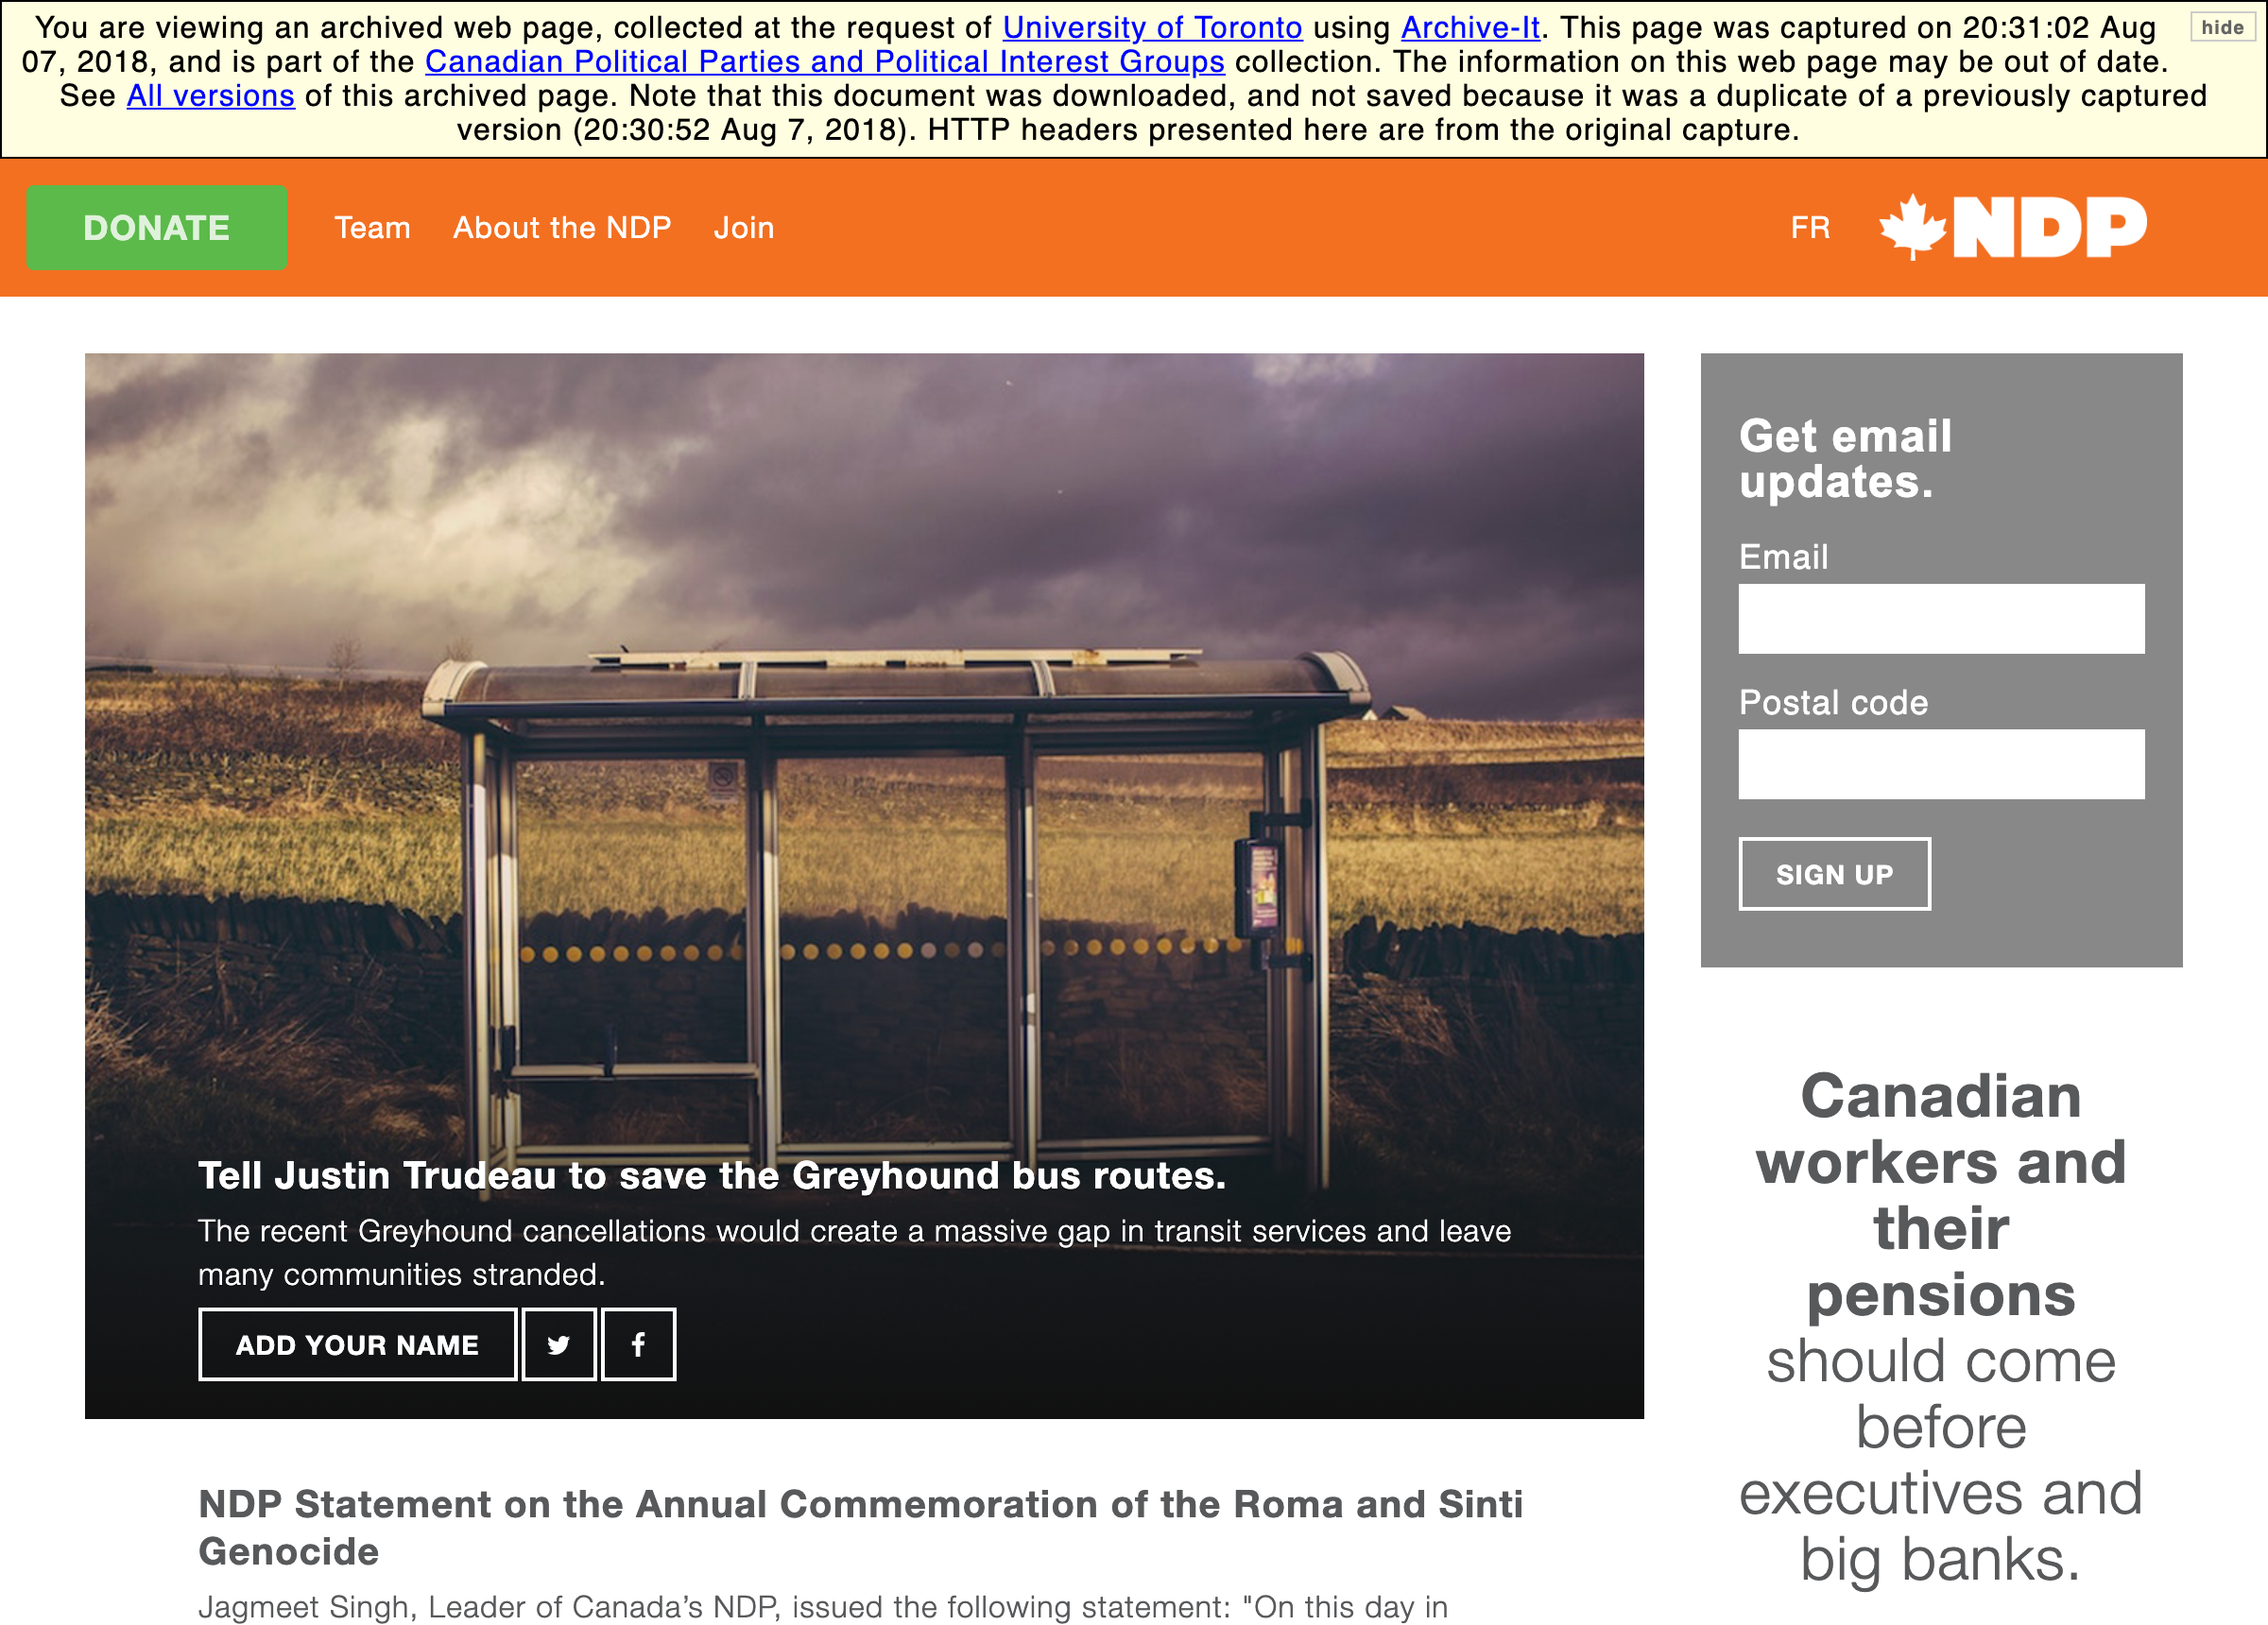 You are viewing an archived web page, collected at the request of University of Toronto using Archive-It. This page was captured on 20:31:02 Aug
07, 2018, and is part of the Canadian Political Parties and Political Interest Groups collection. The information on this web page may be out of date.
See All versions of this archived page. Note that this document was downloaded, and not saved because it was a duplicate of a previously captured
version (20:30:52 Aug 7, 2018). HTTP headers presented here are from the original capture.
hide
DONATE
Team
About the NDP
Join
FR
NDP
Tell Justin Trudeau to save the Greyhound bus routes.
The recent Greyhound cancellations would create a massive gap in transit services and leave
many communities stranded.
ADD YOUR NAME
NDP Statement on the Annual Commemoration of the Roma and Sinti
Genocide
Jagmeet Singh, Leader of Canada’s NDP, issued the following statement: "On this day in
Get email
updates.
Email
Postal code
SIGN UP
Canadian
workers and
their
pensions
should come
before
executives and
big banks.